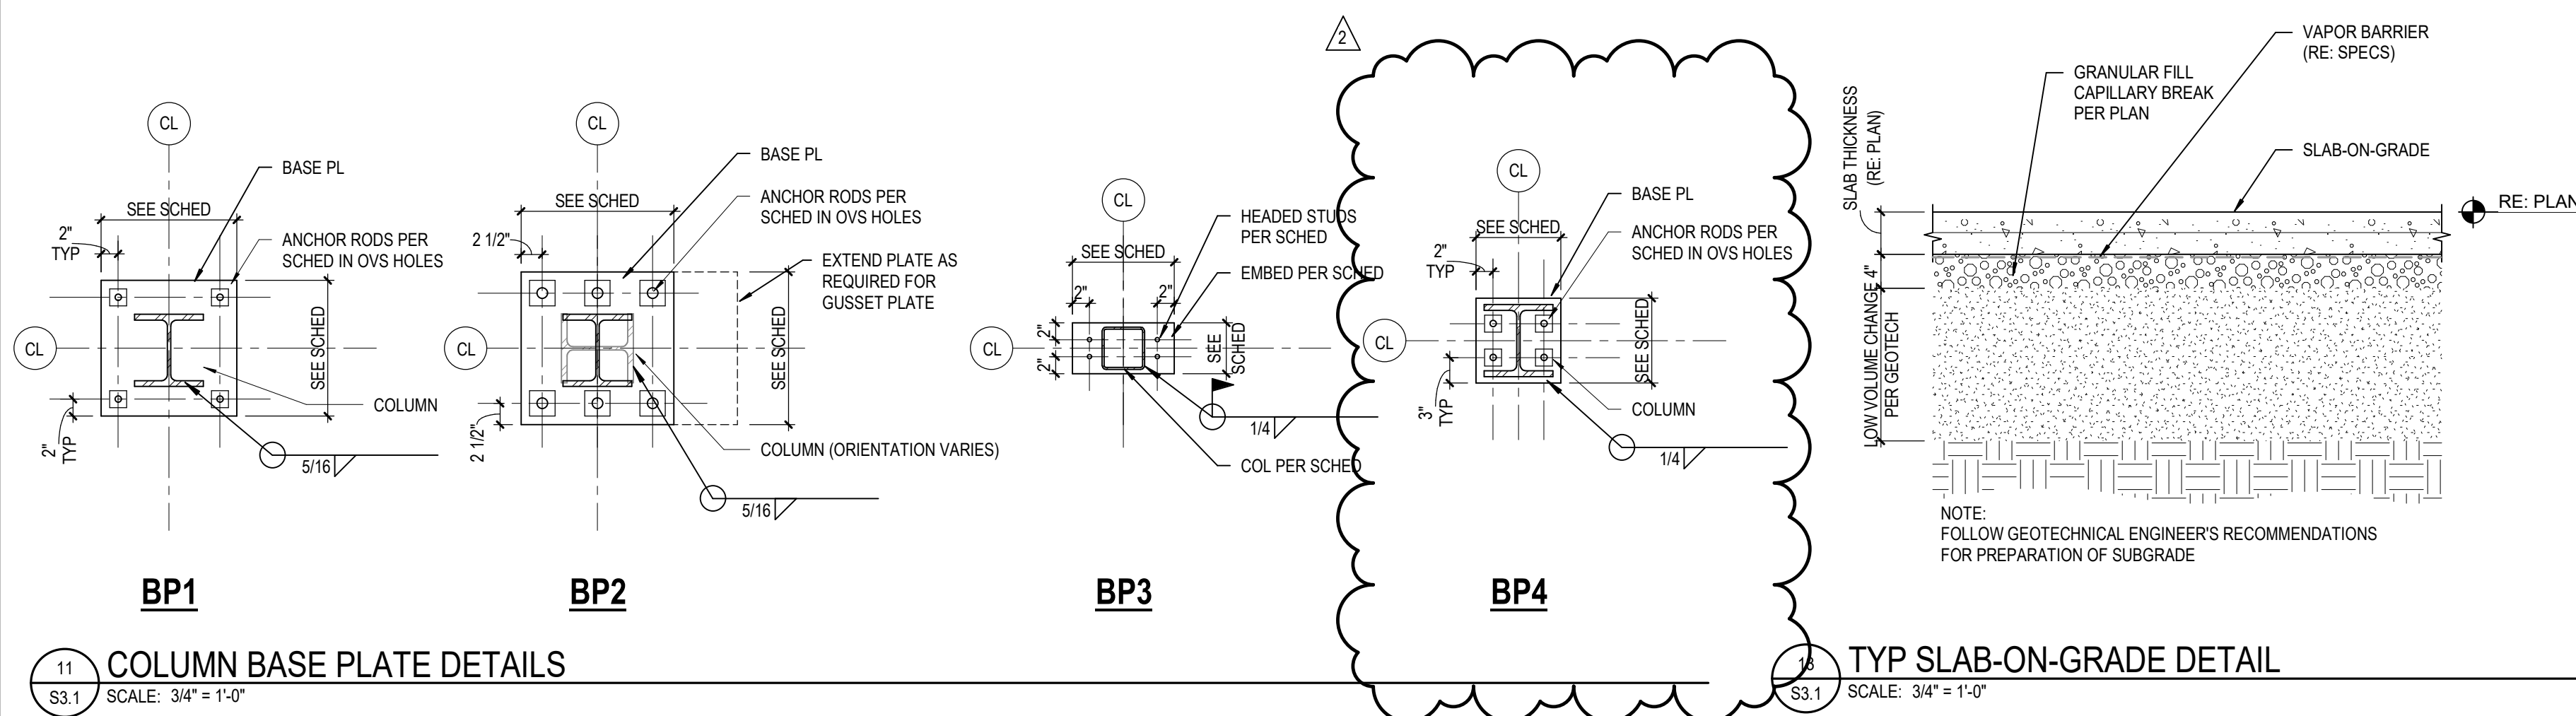 CL
BASE PL
SEE SCHED
2"
TYP
ANCHOR RODS PER
SCHED IN OVS HOLES
SEE SCHED
CL
COLUMN
2"
TYP
5/16
BP1
CL
BASE PL
SEE SCHED
ANCHOR RODS PER
SCHED IN OVS HOLES
2 1/2"
EXTEND PLATE AS
REQUIRED FOR
GUSSET PLATE
SEE SCHED
CL
2 1/2"
COLUMN (ORIENTATION VARIES)
5/16
BP2
CL
HEADED STUDS
PER SCHED
SEE SCHED
EMBED PER SCHED
2"
2"
2"
2"
CL
SEE
SCHED
1/4
COL PER SCHED
BP3
2
CL
BASE PL
SEE SCHED
ANCHOR RODS PER
SCHED IN OVS HOLES
2"
TYP
CL
SEE SCHED
3"
TYP
COLUMN
1/4
BP4
11
S3.1
COLUMN BASE PLATE DETAILS
SCALE: 3/4" = 1'-0"
VAPOR BARRIER
(RE: SPECS)
GRANULAR FILL
CAPILLARY BREAK
PER PLAN
SLAB THICKNESS
(RE: PLAN)
SLAB-ON-GRADE
RE: PLAN
4"
LOW VOLUME CHANGE
PER GEOTECH
NOTE:
FOLLOW GEOTECHNICAL ENGINEER'S RECOMMENDATIONS
FOR PREPARATION OF SUBGRADE
13
S3.1
TYP SLAB-ON-GRADE DETAIL
SCALE: 3/4" = 1'-0"